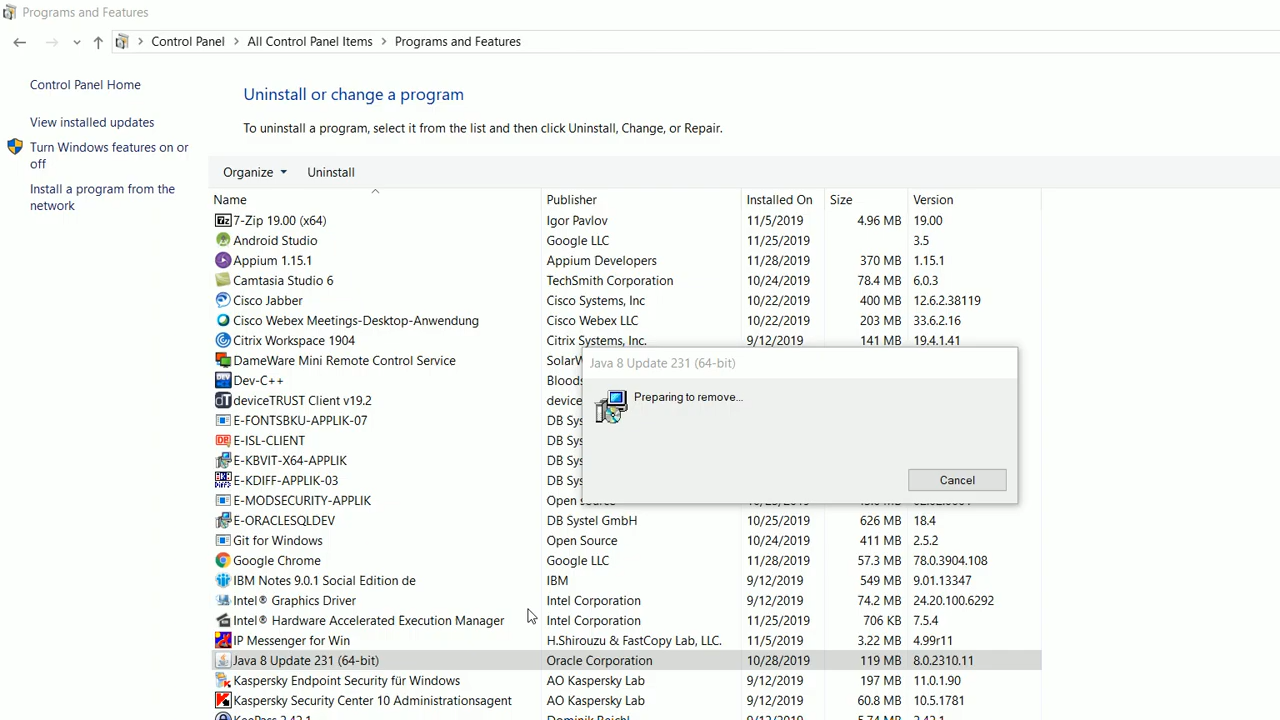 Programs and Features
Control Panel > All Control Panel Items > Programs and Features
Control Panel Home
View installed updates
Turn Windows features on or
off
Install a program from the
network
Uninstall or change a program
To uninstall a program, select it from the list and then click Uninstall, Change, or Repair.
Organize Uninstall
Name Publisher Installed On Size Version
7-Zip 19.00 (x64) Igor Pavlov 11/5/2019 4.96 MB 19.00
Android Studio Google LLC 11/25/2019 3.5
Appium 1.15.1 Appium Developers 11/28/2019 370 MB 1.15.1
Camtasia Studio 6 TechSmith Corporation 10/24/2019 78.4 MB 6.0.3
Cisco Jabber Cisco Systems, Inc 10/22/2019 400 MB 12.6.2.38119
Cisco Webex Meetings-Desktop-Anwendung Cisco Webex LLC 10/22/2019 203 MB 33.6.2.16
Citrix Workspace 1904 Citrix Systems, Inc. 9/12/2019 141 MB 19.4.1.41
DameWare Mini Remote Control Service SolarW
Dev-C++ Bloods
deviceTRUST Client v19.2 device
E-FONTSBKU-APPLIK-07 DB Sys
E-ISL-CLIENT DB Sys
E-KBVIT-X64-APPLIK DB Sys
E-KDIFF-APPLIK-03 DB Sys
E-MODSECURITY-APPLIK Open
E-ORACLESQLDEV DB Systel GmbH 10/25/2019 626 MB 18.4
Git for Windows Open Source 10/24/2019 411 MB 2.5.2
Google Chrome Google LLC 11/28/2019 57.3 MB 78.0.3904.108
IBM Notes 9.0.1 Social Edition de IBM 9/12/2019 549 MB 9.01.13347
Intel® Graphics Driver Intel Corporation 9/12/2019 74.2 MB 24.20.100.6292
Intel® Hardware Accelerated Execution Manager Intel Corporation 11/25/2019 706 KB 7.5.4
IP Messenger for Win H.Shirouzu & FastCopy Lab, LLC. 11/5/2019 3.22 MB 4.99r11
Java 8 Update 231 (64-bit) Oracle Corporation 10/28/2019 119 MB 8.0.2310.11
Kaspersky Endpoint Security für Windows AO Kaspersky Lab 9/12/2019 197 MB 11.0.1.90
Kaspersky Security Center 10 Administrationsagent AO Kaspersky Lab 9/12/2019 60.8 MB 10.5.1781
Java 8 Update 231 (64-bit)
Preparing to remove...
Cancel